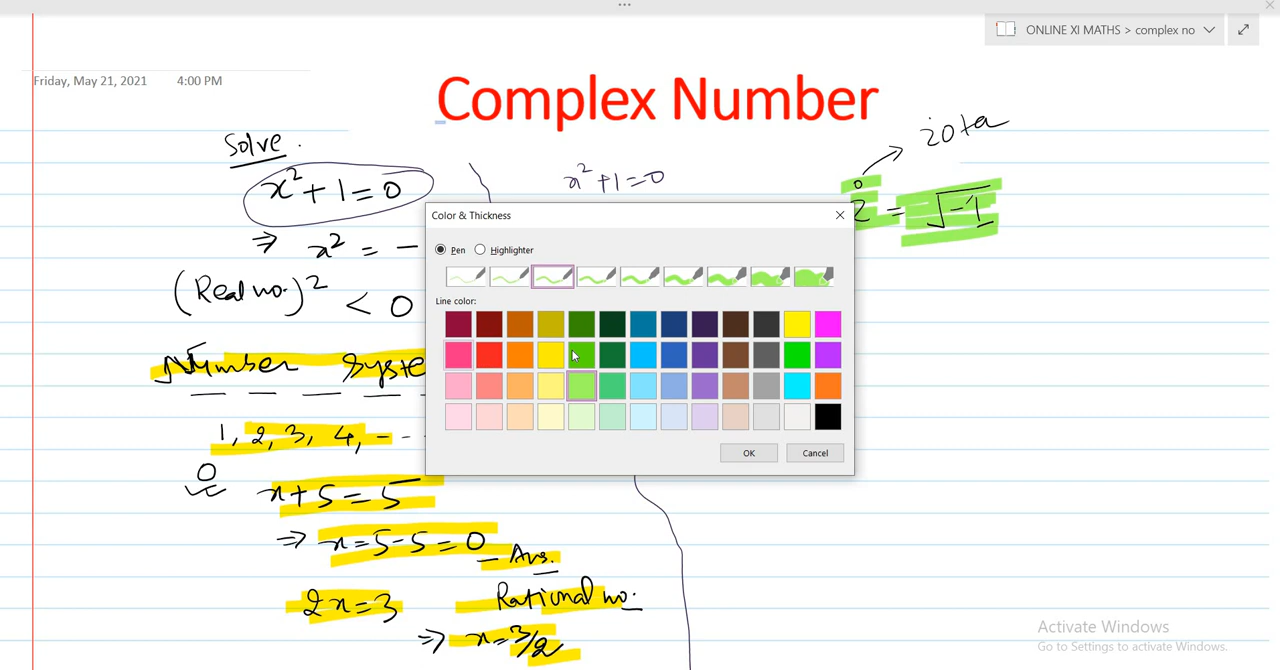 ONLINE XI MATHS > complex no
Friday, May 21, 2021 4:00 PM
Complex Number
iota
Solve.
x² + 1 = 0
x² + 1 = 0
i = √-1
⇒ x² = -
(Real no.)² < 0
Number Syste
1, 2, 3, 4, - -
0
x + 5 = 5
⇒ x = 5 - 5 = 0 Ans.
2x = 3 Rational no.
⇒ x = 3/2
Color & Thickness
Pen Highlighter
Line color:
OK Cancel
Activate Windows
Go to Settings to activate Windows.